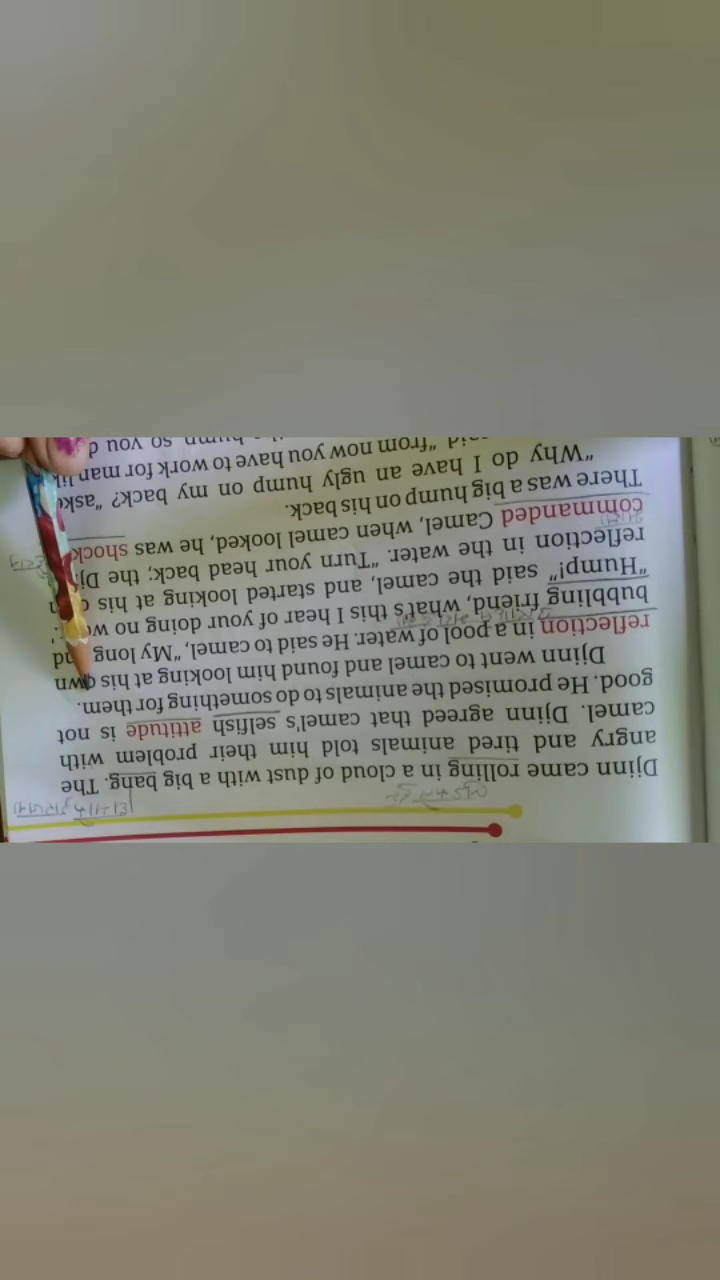 Djinn came rolling in a cloud of dust with a big bang. The
angry and tired animals told him their problem with
camel. Djinn agreed that camel's selfish attitude is not
good. He promised the animals to do something for them.
Djinn went to camel and found him looking at his own
reflection in a pool of water. He said to camel, "My long and
bubbling friend, what's this I hear of your doing no
"Hump!" said the camel, and started looking at his
reflection in the water. "Turn your head back; the
commanded Camel, when camel looked, he was shock
There was a big hump on his back.
"Why do I have an ugly hump on my back? "
"from now you have to work for man
so you